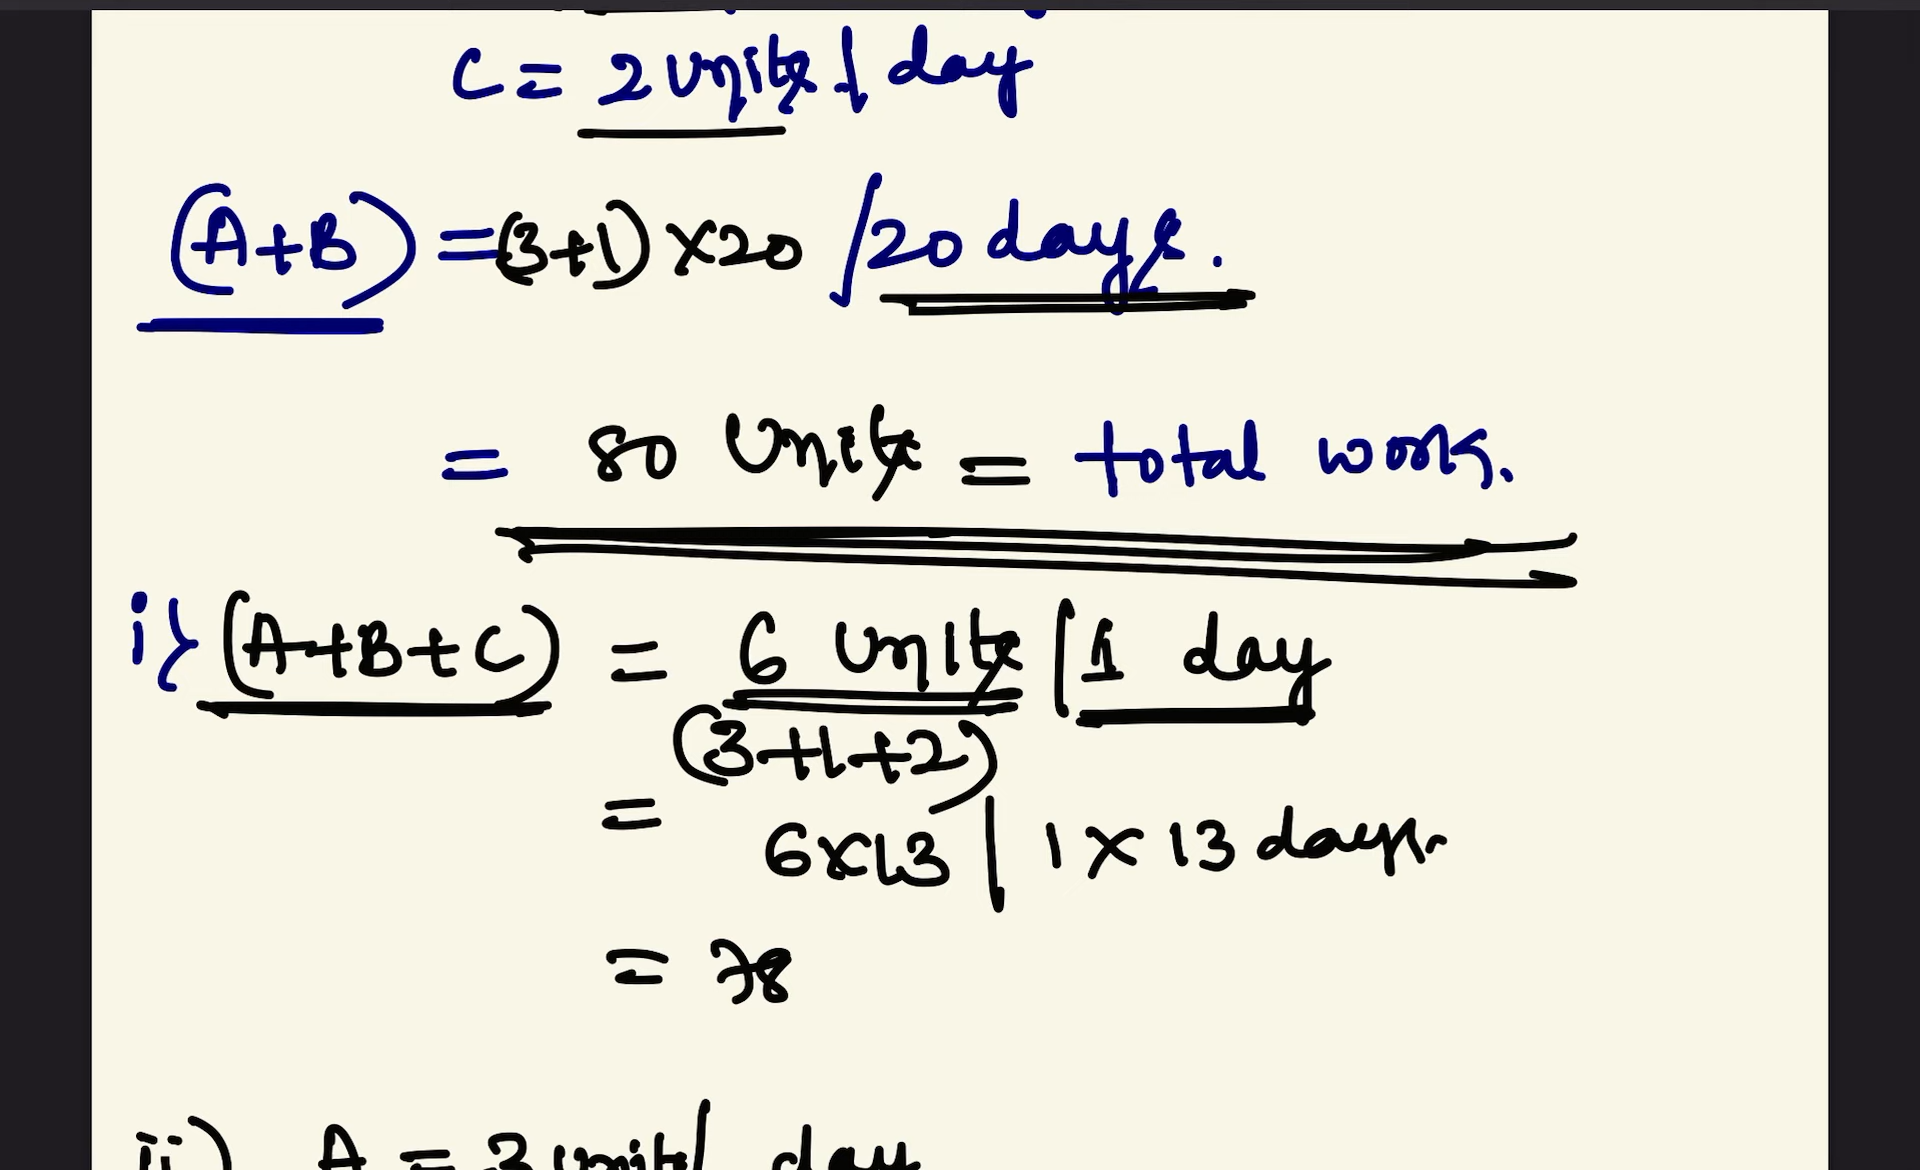 C = 2 units / day
(A+B) = (3+1) ×20 / 20 days.
= 80 Units = total work.
i} (A+B+C) = 6 Units / 1 day
(3+1+2)
= 6×13 / 1 × 13 days.
= 78
ii) A = 3 units / day